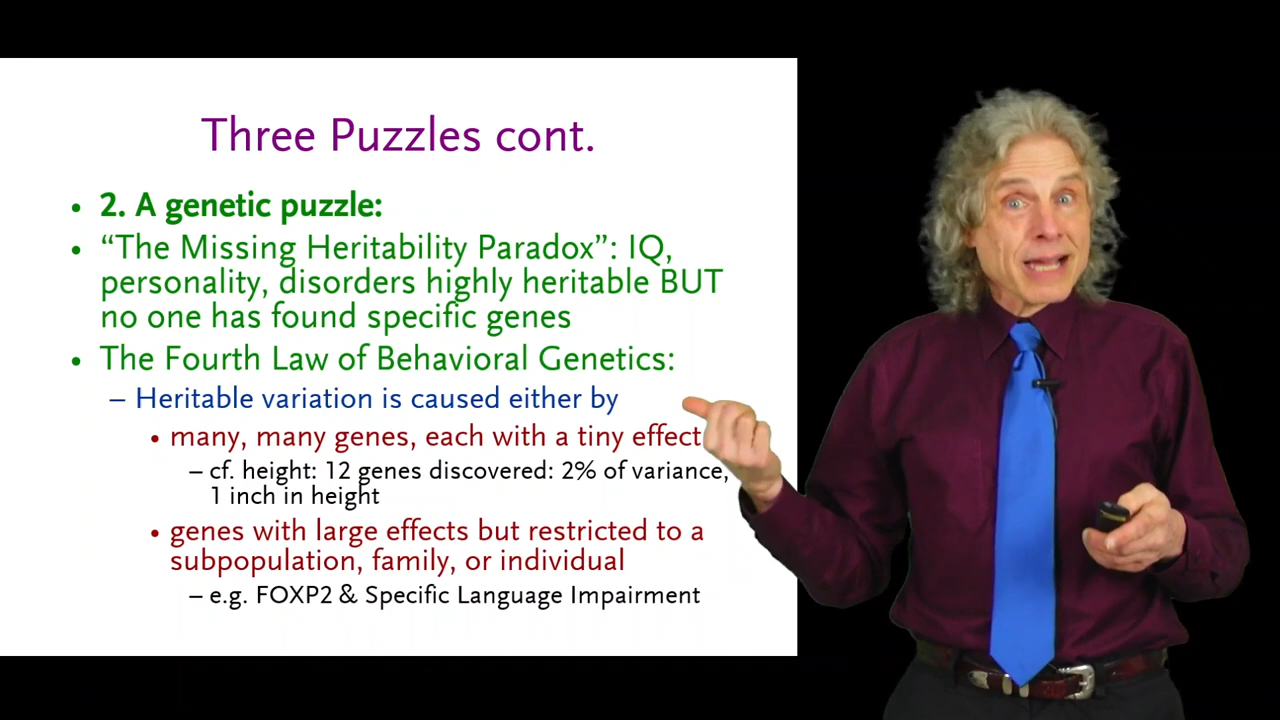 Three Puzzles cont.
• 2. A genetic puzzle:
• “The Missing Heritability Paradox”: IQ,
personality, disorders highly heritable BUT
no one has found specific genes
• The Fourth Law of Behavioral Genetics:
– Heritable variation is caused either by
• many, many genes, each with a tiny effect
– cf. height: 12 genes discovered: 2% of variance,
1 inch in height
• genes with large effects but restricted to a
subpopulation, family, or individual
– e.g. FOXP2 & Specific Language Impairment